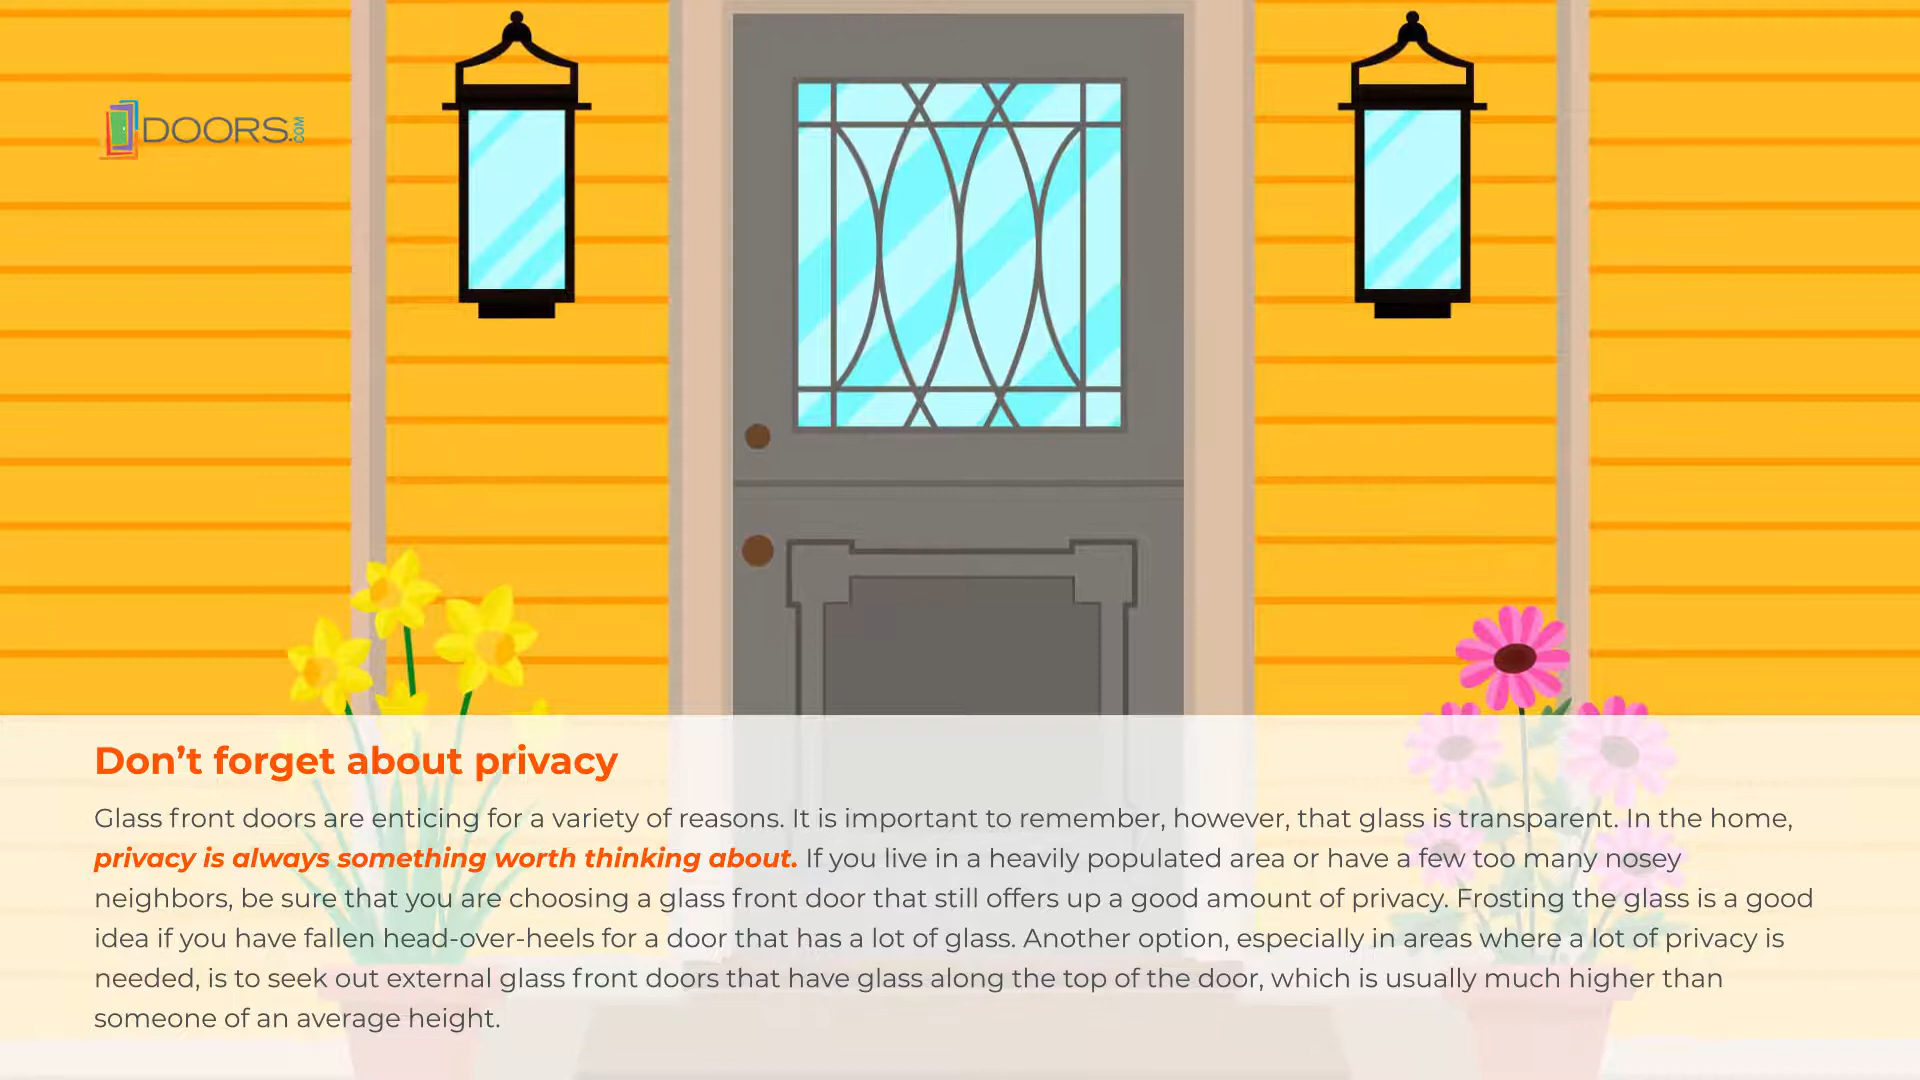 DOORS.COM
Don’t forget about privacy
Glass front doors are enticing for a variety of reasons. It is important to remember, however, that glass is transparent. In the home,
privacy is always something worth thinking about. If you live in a heavily populated area or have a few too many nosey
neighbors, be sure that you are choosing a glass front door that still offers up a good amount of privacy. Frosting the glass is a good
idea if you have fallen head-over-heels for a door that has a lot of glass. Another option, especially in areas where a lot of privacy is
needed, is to seek out external glass front doors that have glass along the top of the door, which is usually much higher than
someone of an average height.